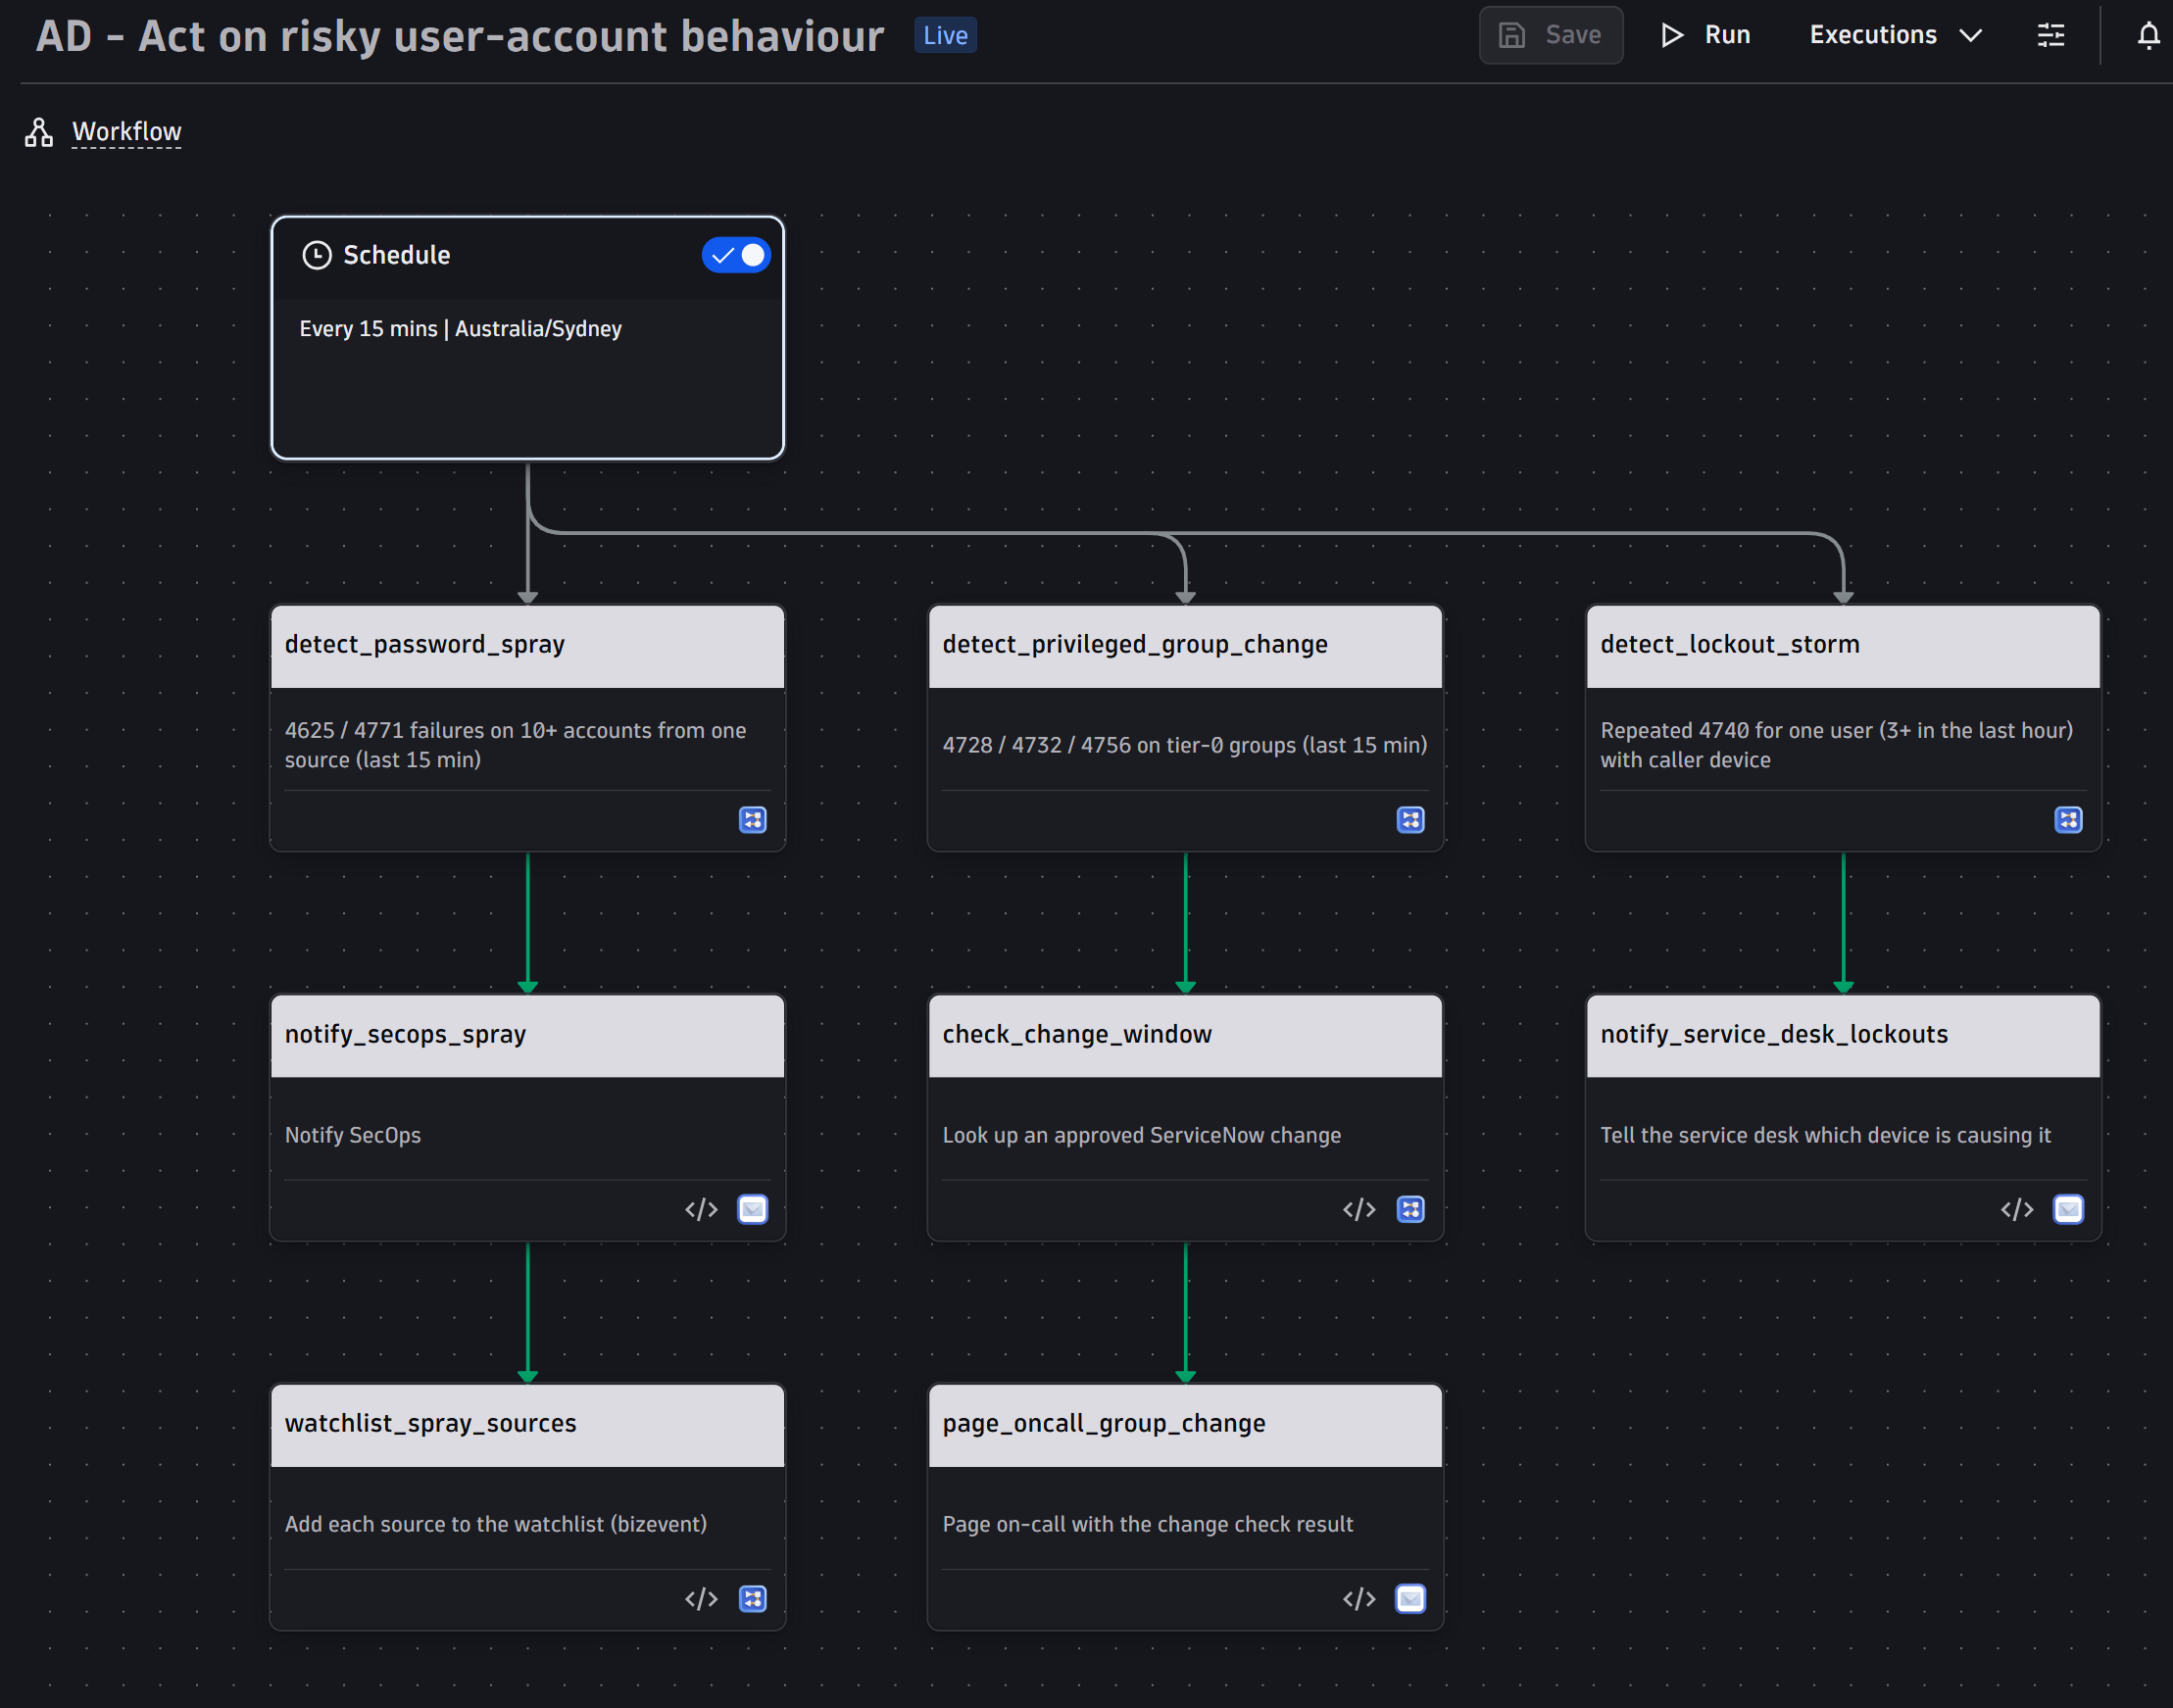 AD - Act on risky user-account behaviour
Live
Save
Run
Executions
Workflow
Schedule
Every 15 mins | Australia/Sydney
detect_password_spray
4625 / 4771 failures on 10+ accounts from one
source (last 15 min)
detect_privileged_group_change
4728 / 4732 / 4756 on tier-0 groups (last 15 min)
detect_lockout_storm
Repeated 4740 for one user (3+ in the last hour)
with caller device
notify_secops_spray
Notify SecOps
</>
check_change_window
Look up an approved ServiceNow change
</>
notify_service_desk_lockouts
Tell the service desk which device is causing it
</>
watchlist_spray_sources
Add each source to the watchlist (bizevent)
</>
page_oncall_group_change
Page on-call with the change check result
</>